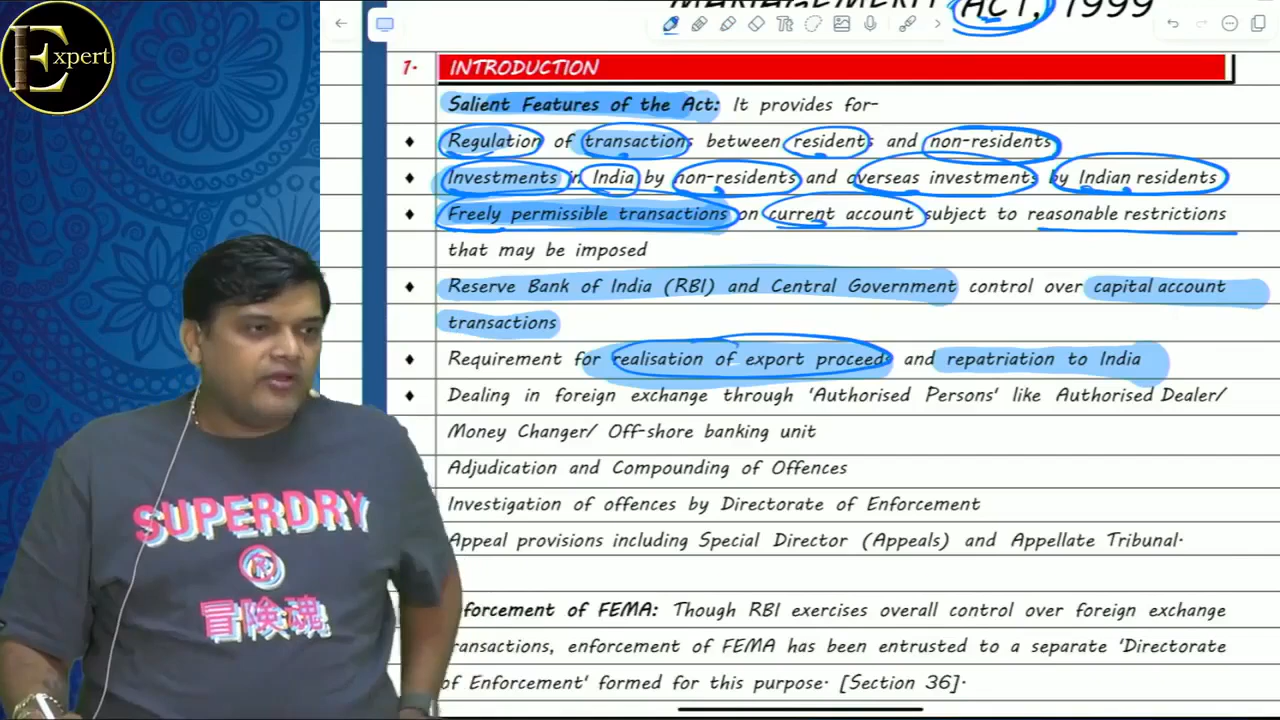 Expert
ACT, 1999
1. INTRODUCTION
Salient Features of the Act: It provides for-
♦ Regulation of transactions between residents and non-residents
♦ Investments in India by non-residents and overseas investments by Indian residents
♦ Freely permissible transactions on current account subject to reasonable restrictions
that may be imposed
♦ Reserve Bank of India (RBI) and Central Government control over capital account
transactions
♦ Requirement for realisation of export proceeds and repatriation to India
♦ Dealing in foreign exchange through 'Authorised Persons' like Authorised Dealer/
Money Changer/ Off-shore banking unit
Adjudication and Compounding of Offences
Investigation of offences by Directorate of Enforcement
Appeal provisions including Special Director (Appeals) and Appellate Tribunal.
forcement of FEMA: Though RBI exercises overall control over foreign exchange
ransactions, enforcement of FEMA has been entrusted to a separate 'Directorate
of Enforcement' formed for this purpose. [Section 36].
SUPERDRY
®
冒険魂